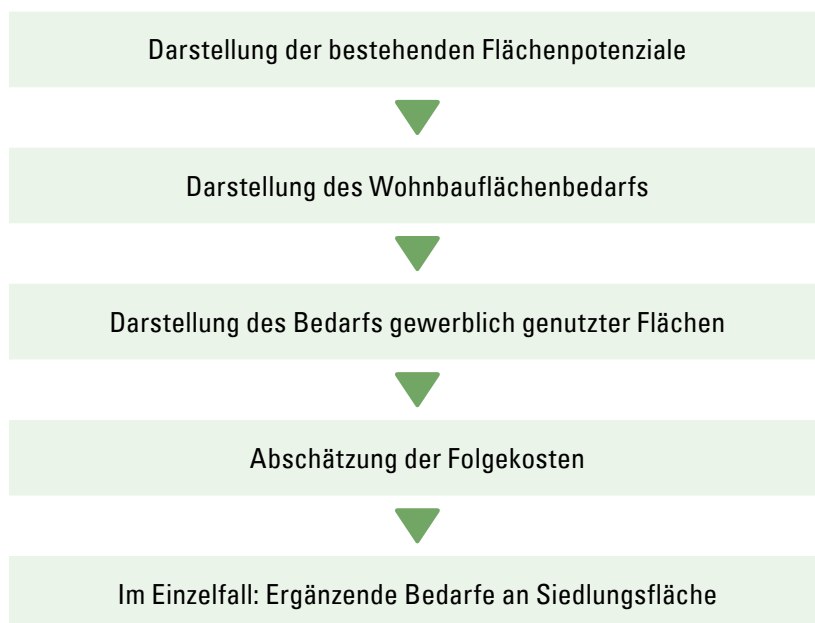 Darstellung der bestehenden Flächenpotenziale
Darstellung des Wohnbauflächenbedarfs
Darstellung des Bedarfs gewerblich genutzter Flächen
Abschätzung der Folgekosten
Im Einzelfall: Ergänzende Bedarfe an Siedlungsfläche